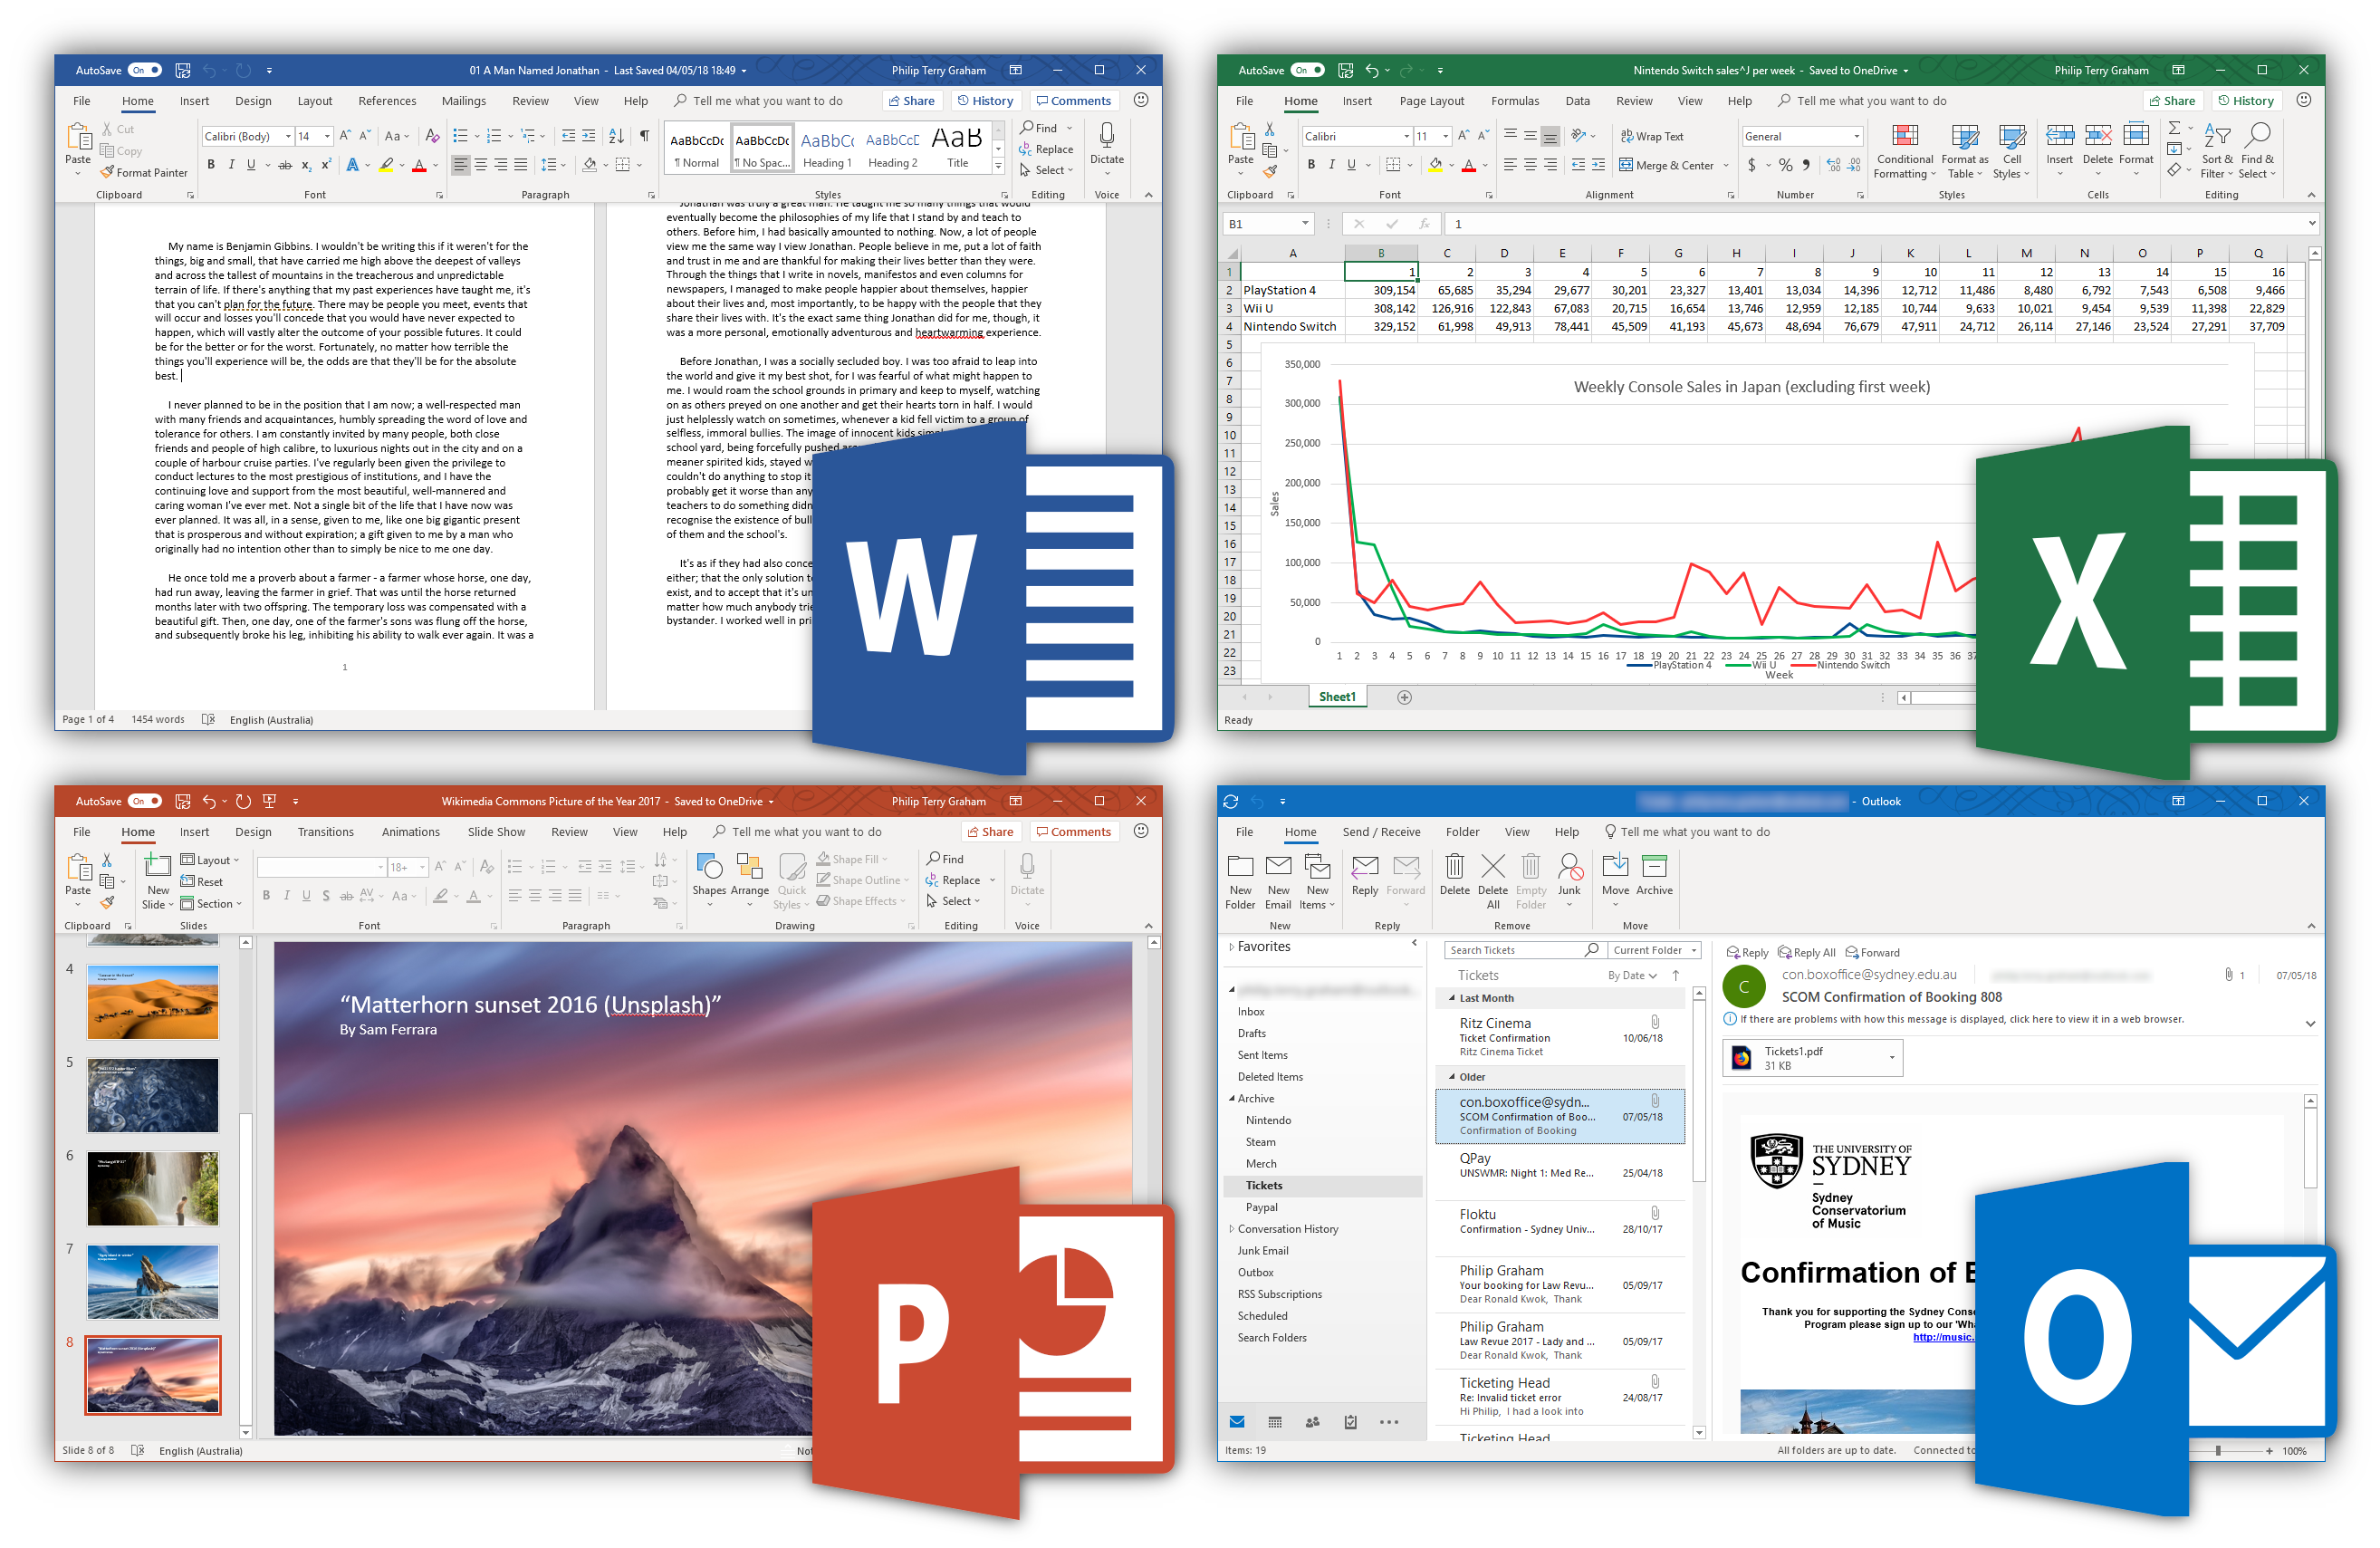 AutoSave On 01 A Man Named Jonathan - Last Saved 04/05/18 18:49 Philip Terry Graham
File Home Insert Design Layout References Mailings Review View Help Tell me what you want to do Share History Comments
Paste Cut Copy Format Painter
Calibri (Body) 14 Aa
B I U ab x₂ x² A A
AaBbCcDc AaBbCcDc AaBbC( AaBbCcD AaB
¶ Normal ¶ No Spac... Heading 1 Heading 2 Title
Find Replace Select Dictate
Clipboard Font Paragraph Styles Editing Voice
My name is Benjamin Gibbins. I wouldn't be writing this if it weren't for the
things, big and small, that have carried me high above the deepest of valleys
and across the tallest of mountains in the treacherous and unpredictable
terrain of life. If there's anything that my past experiences have taught me, it's
that you can't plan for the future. There may be people you meet, events that
will occur and losses you'll concede that you would have never expected to
happen, which will vastly alter the outcome of your possible futures. It could
be for the better or for the worst. Fortunately, no matter how terrible the
things you'll experience will be, the odds are that they'll be for the absolute
best.
I never planned to be in the position that I am now; a well-respected man
with many friends and acquaintances, humbly spreading the word of love and
tolerance for others. I am constantly invited by many people, both close
friends and people of high calibre, to luxurious nights out in the city and on a
couple of harbour cruise parties. I've regularly been given the privilege to
conduct lectures to the most prestigious of institutions, and I have the
continuing love and support from the most beautiful, well-mannered and
caring woman I've ever met. Not a single bit of the life that I have now was
ever planned. It was all, in a sense, given to me, like one big gigantic present
that is prosperous and without expiration; a gift given to me by a man who
originally had no intention other than to simply be nice to me one day.
He once told me a proverb about a farmer - a farmer whose horse, one day,
had run away, leaving the farmer in grief. That was until the horse returned
months later with two offspring. The temporary loss was compensated with a
beautiful gift. Then, one day, one of the farmer's sons was flung off the horse,
and subsequently broke his leg, inhibiting his ability to walk ever again. It was a
1
Jonathan was truly a great man. He taught me so many things that would
eventually become the philosophies of my life that I stand by and teach to
others. Before him, I had basically amounted to nothing. Now, a lot of people
view me the same way I view Jonathan. People believe in me, put a lot of faith
and trust in me and are thankful for making their lives better than they were.
Through the things that I write in novels, manifestos and even columns for
newspapers, I managed to make people happier about themselves, happier
about their lives and, most importantly, to be happy with the people that they
share their lives with. It's the exact same thing Jonathan did for me, though, it
was a more personal, emotionally adventurous and heartwarming experience.
Before Jonathan, I was a socially secluded boy. I was too afraid to leap into
the world and give it my best shot, for I was fearful of what might happen to
me. I would roam the school grounds in primary and keep to myself, watching
on as others preyed on one another and get their hearts torn in half. I would
just helplessly watch on sometimes, whenever a kid fell victim to a group of
selfless, immoral bullies. The image of innocent kids
school yard, being forcefully pushed
meaner spirited kids, stayed
couldn't do anything to stop it
probably get it worse than
teachers to do something
recognise the existence of
of them and the school's.
It's as if they had also
either; that the only solution
exist, and to accept that it's
matter how much anybody
bystander. I worked well in
Page 1 of 4 1454 words English (Australia)
W
AutoSave On Nintendo Switch sales^J per week - Saved to OneDrive Philip Terry Graham
File Home Insert Page Layout Formulas Data Review View Help Tell me what you want to do Share History
Paste Calibri 11 Wrap Text General
B I U A Merge & Center $ %
Conditional Formatting Format as Table Cell Styles Insert Delete Format Sort & Filter Find & Select
Clipboard Font Alignment Number Styles Cells Editing
B1 fx 1
A B C D E F G H I J K L M N O P Q
1 1 2 3 4 5 6 7 8 9 10 11 12 13 14 15 16
2 PlayStation 4 309,154 65,685 35,294 29,677 30,201 23,327 13,401 13,034 14,396 12,712 11,486 8,480 6,792 7,543 6,508 9,466
3 Wii U 308,142 126,916 122,843 67,083 20,715 16,654 13,746 12,959 12,185 10,744 9,633 10,021 9,454 9,539 11,398 22,829
4 Nintendo Switch 329,152 61,998 49,913 78,441 45,509 41,193 45,673 48,694 76,679 47,911 24,712 26,114 27,146 23,524 27,291 37,709
5
6
7
8
9
10
11
12
13
14
15
16
17
18
19
20
21
22
23
Weekly Console Sales in Japan (excluding first week)
350,000
300,000
250,000
200,000
150,000
100,000
50,000
0
Sales
1 2 3 4 5 6 7 8 9 10 11 12 13 14 15 16 17 18 19 20 21 22 23 24 25 26 27 28 29 30 31 32 33 34 35 36
PlayStation 4 Wii U Nintendo Switch
Week
Sheet1
Ready
X
AutoSave On Wikimedia Commons Picture of the Year 2017 - Saved to OneDrive Philip Terry Graham
File Home Insert Design Transitions Animations Slide Show Review View Help Tell me what you want to do Share Comments
Paste New Slide Layout Reset Section
18+
B I U S ab AV Aa A
Shapes Arrange Quick Styles Shape Fill Shape Outline Shape Effects
Find Replace Select Dictate
Clipboard Slides Font Paragraph Drawing Editing Voice
4
5
6
7
8
“Matterhorn sunset 2016 (Unsplash)”
By Sam Ferrara
Slide 8 of 8 English (Australia)
P
- Outlook
File Home Send / Receive Folder View Help Tell me what you want to do
New Folder New Email New Items Reply Forward Delete Delete All Empty Folder Junk Move Archive
New Reply Remove Move
Favorites
Inbox
Drafts
Sent Items
Deleted Items
Archive
Nintendo
Steam
Merch
Tickets
Paypal
Conversation History
Junk Email
Outbox
RSS Subscriptions
Scheduled
Search Folders
Items: 19
Search Tickets Current Folder
Tickets By Date
Last Month
Ritz Cinema
Ticket Confirmation 10/06/18
Ritz Cinema Ticket
Older
con.boxoffice@sydn...
SCOM Confirmation of Boo... 07/05/18
Confirmation of Booking
QPay
UNSWMR: Night 1: Med Re... 25/04/18
Floktu
Confirmation - Sydney Univ... 28/10/17
Philip Graham
Your booking for Law Revu... 05/09/17
Dear Ronald Kwok, Thank
Philip Graham
Law Revue 2017 - Lady and ... 05/09/17
Dear Ronald Kwok, Thank
Ticketing Head
Re: Invalid ticket error 24/08/17
Hi Philip, I had a look into
Ticketing Head
Reply Reply All Forward
C
con.boxoffice@sydney.edu.au 1 07/05/18
SCOM Confirmation of Booking 808
If there are problems with how this message is displayed, click here to view it in a web browser.
Tickets1.pdf
31 KB
THE UNIVERSITY OF
SYDNEY
Sydney
Conservatorium
of Music
Confirmation of
Thank you for supporting the Sydney
Program please sign up to our
http://music.
All folders are up to date. Connected 100%
O